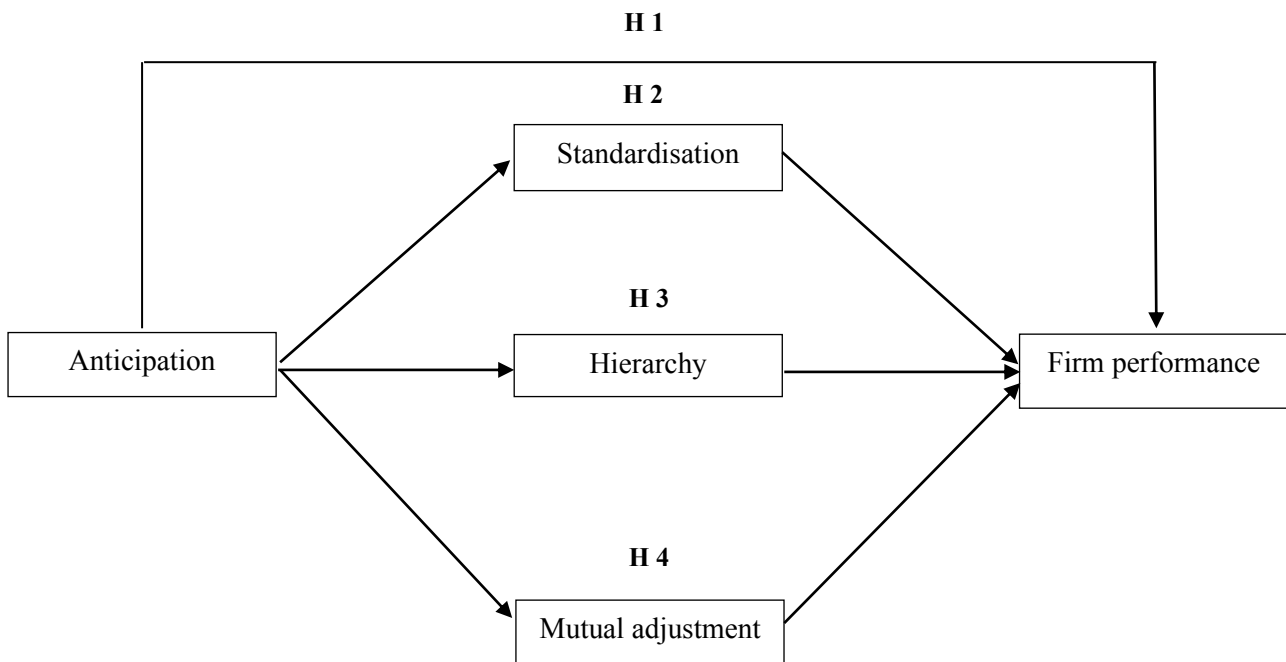 H 1
H 2
Standardisation
H 3
Anticipation
Hierarchy
Firm performance
H 4
Mutual adjustment